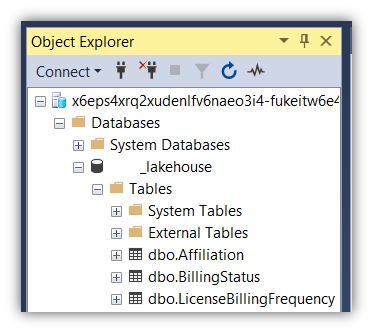 Object Explorer
Connect
x6eps4xrq2xudenlfv6naeo3i4-fukeitw6e4
Databases
System Databases
_lakehouse
Tables
System Tables
External Tables
dbo.Affiliation
dbo.BillingStatus
dbo.LicenseBillingFrequency